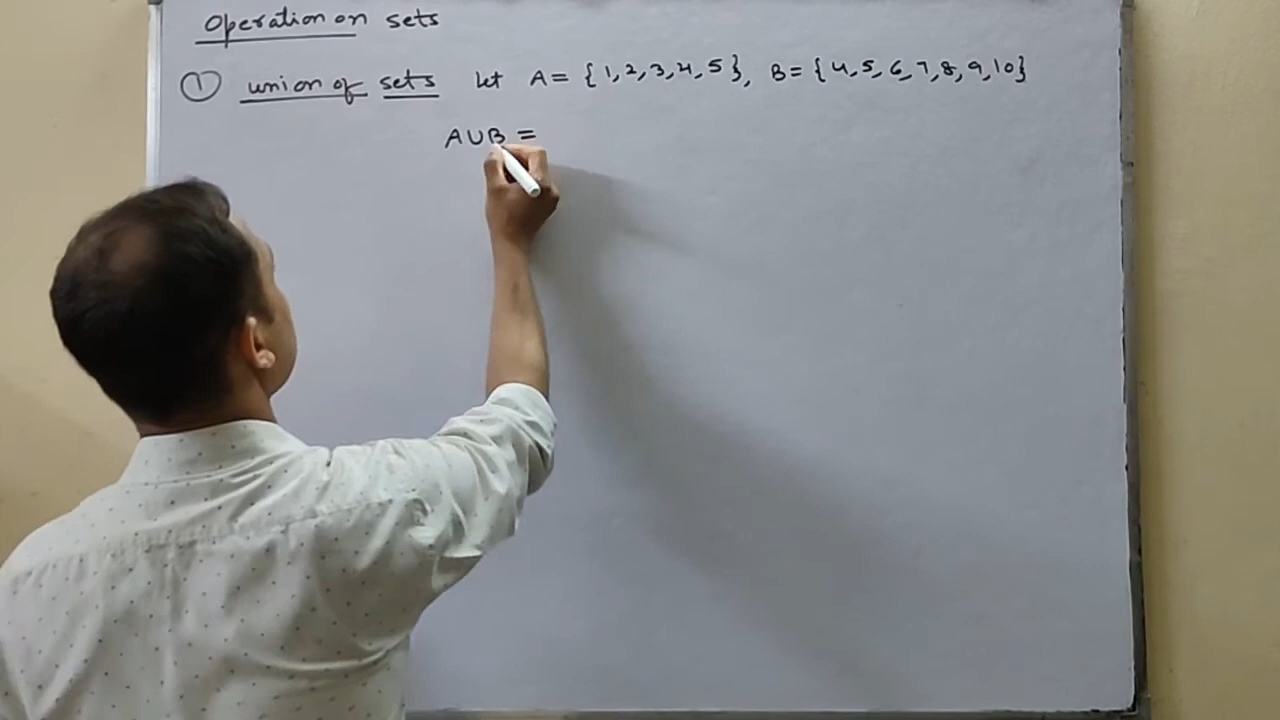 Operation on sets
① union of sets Let A = {1,2,3,4,5}, B = {4,5,6,7,8,9,10}
A∪B =